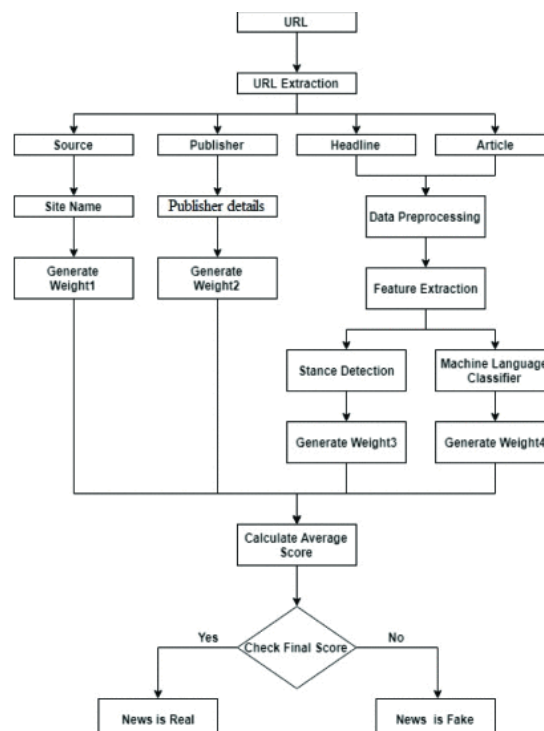 URL
URL Extraction
Source
Publisher
Headline
Article
Site Name
Publisher details
Data Preprocessing
Generate
Weight1
Generate
Weight2
Feature Extraction
Stance Detection
Machine Language
Classifier
Generate Weight3
Generate Weight4
Calculate Average
Score
Yes
Check Final Score
No
News is Real
News is Fake